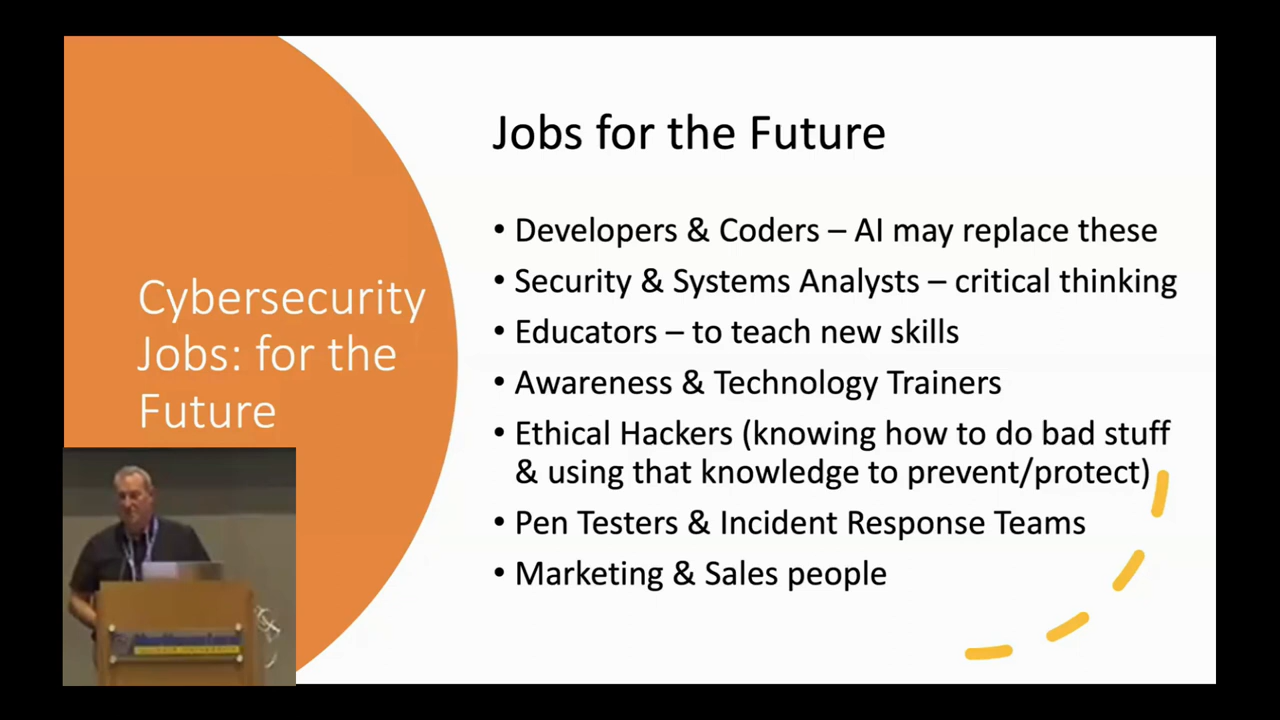 Jobs for the Future
Cybersecurity
Jobs: for the
Future
• Developers & Coders – AI may replace these
• Security & Systems Analysts – critical thinking
• Educators – to teach new skills
• Awareness & Technology Trainers
• Ethical Hackers (knowing how to do bad stuff
& using that knowledge to prevent/protect)
• Pen Testers & Incident Response Teams
• Marketing & Sales people